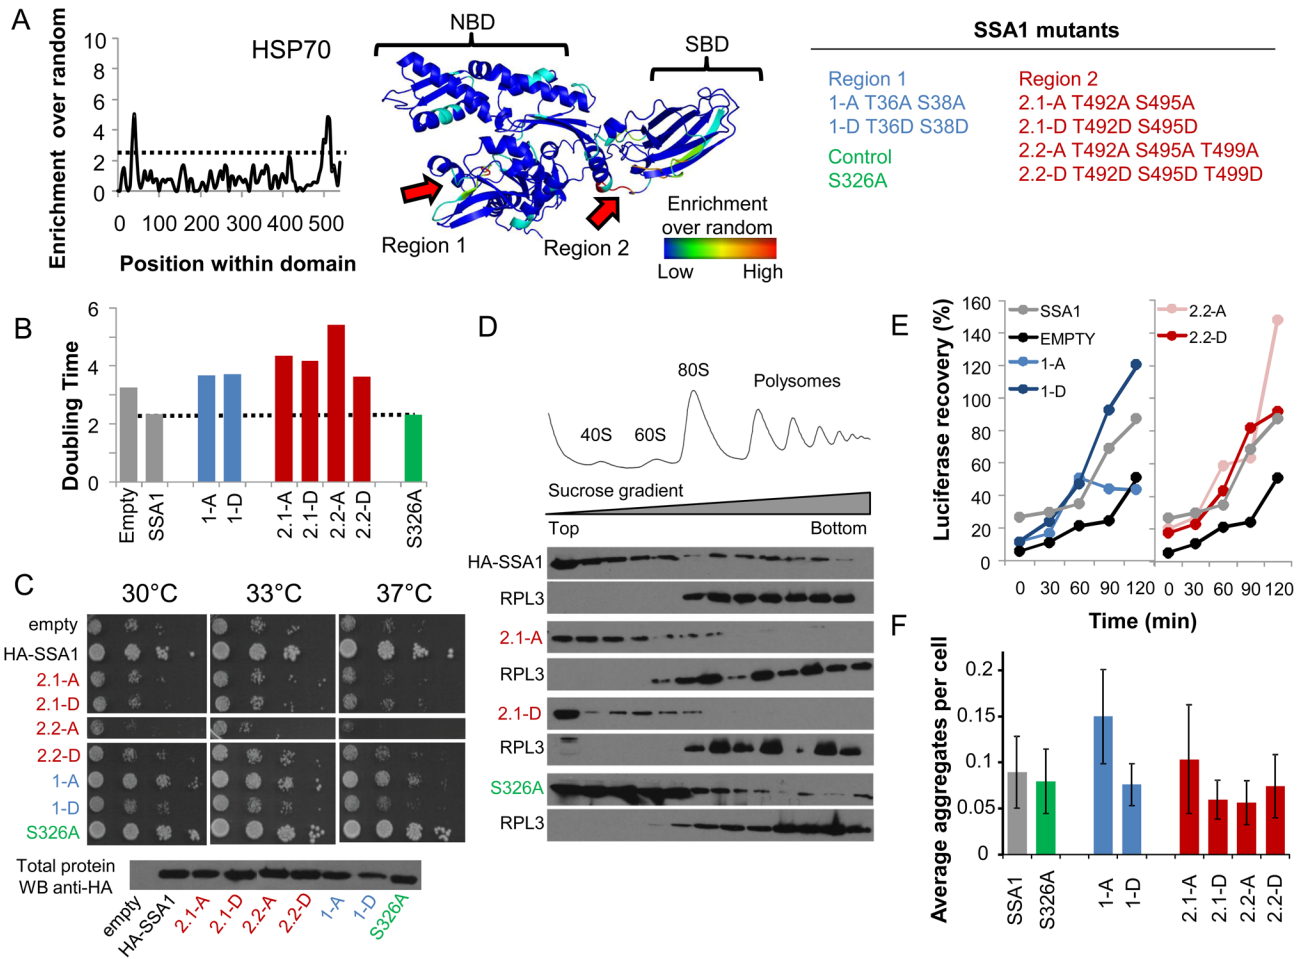 A
Enrichment over random
10
8
6
4
2
0
HSP70
0 100 200 300 400 500
Position within domain
NBD
SBD
Region 1
Region 2
Enrichment
over random
Low High
SSA1 mutants
Region 1
1-A T36A S38A
1-D T36D S38D
Control
S326A
Region 2
2.1-A T492A S495A
2.1-D T492D S495D
2.2-A T492A S495A T499A
2.2-D T492D S495D T499D
B
Doubling Time
6
4
2
0
Empty
SSA1
1-A
1-D
2.1-A
2.1-D
2.2-A
2.2-D
S326A
C
30°C 33°C 37°C
empty
HA-SSA1
2.1-A
2.1-D
2.2-A
2.2-D
1-A
1-D
S326A
Total protein
WB anti-HA
empty
HA-SSA1
2.1-A
2.1-D
2.2-A
2.2-D
1-A
1-D
S326A
D
40S
60S
80S
Polysomes
Sucrose gradient
Top Bottom
HA-SSA1
RPL3
2.1-A
RPL3
2.1-D
RPL3
S326A
RPL3
E
Luciferase recovery (%)
160
140
120
100
80
60
40
20
0
SSA1
EMPTY
1-A
1-D
2.2-A
2.2-D
0 30 60 90 120
0 30 60 90 120
Time (min)
F
Average aggregates per cell
0.2
0.15
0.1
0.05
0
SSA1
S326A
1-A
1-D
2.1-A
2.1-D
2.2-A
2.2-D